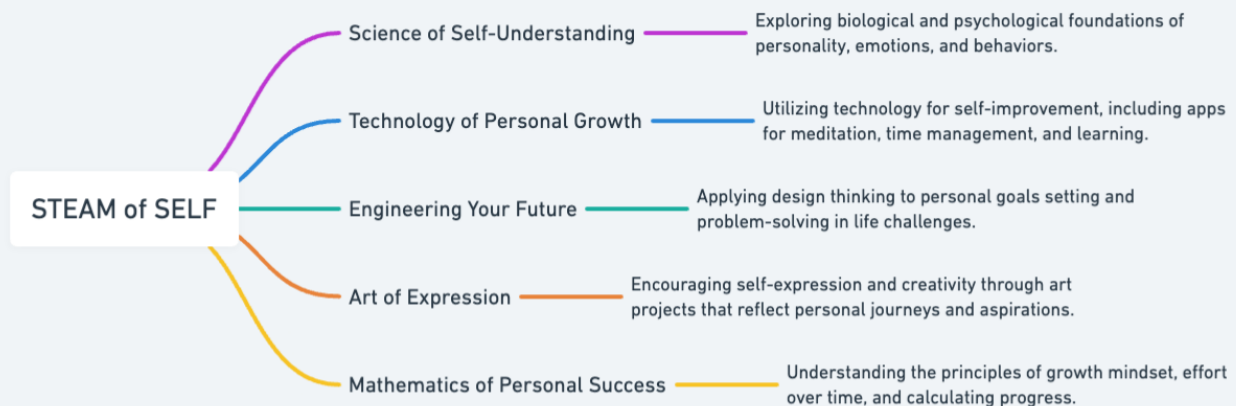 STEAM of SELF
Science of Self-Understanding
Exploring biological and psychological foundations of
personality, emotions, and behaviors.
Technology of Personal Growth
Utilizing technology for self-improvement, including apps
for meditation, time management, and learning.
Engineering Your Future
Applying design thinking to personal goals setting and
problem-solving in life challenges.
Art of Expression
Encouraging self-expression and creativity through art
projects that reflect personal journeys and aspirations.
Mathematics of Personal Success
Understanding the principles of growth mindset, effort
over time, and calculating progress.